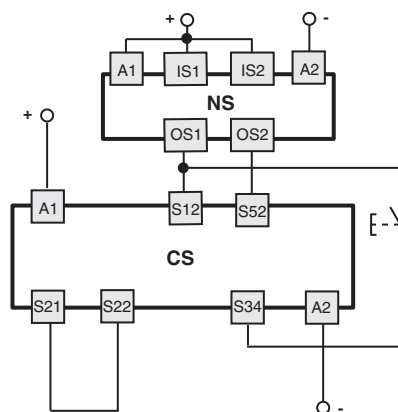 + -
A1 IS1 IS2 A2
NS
OS1 OS2
+
A1 S12 S52
CS
S21 S22 S34 A2
-